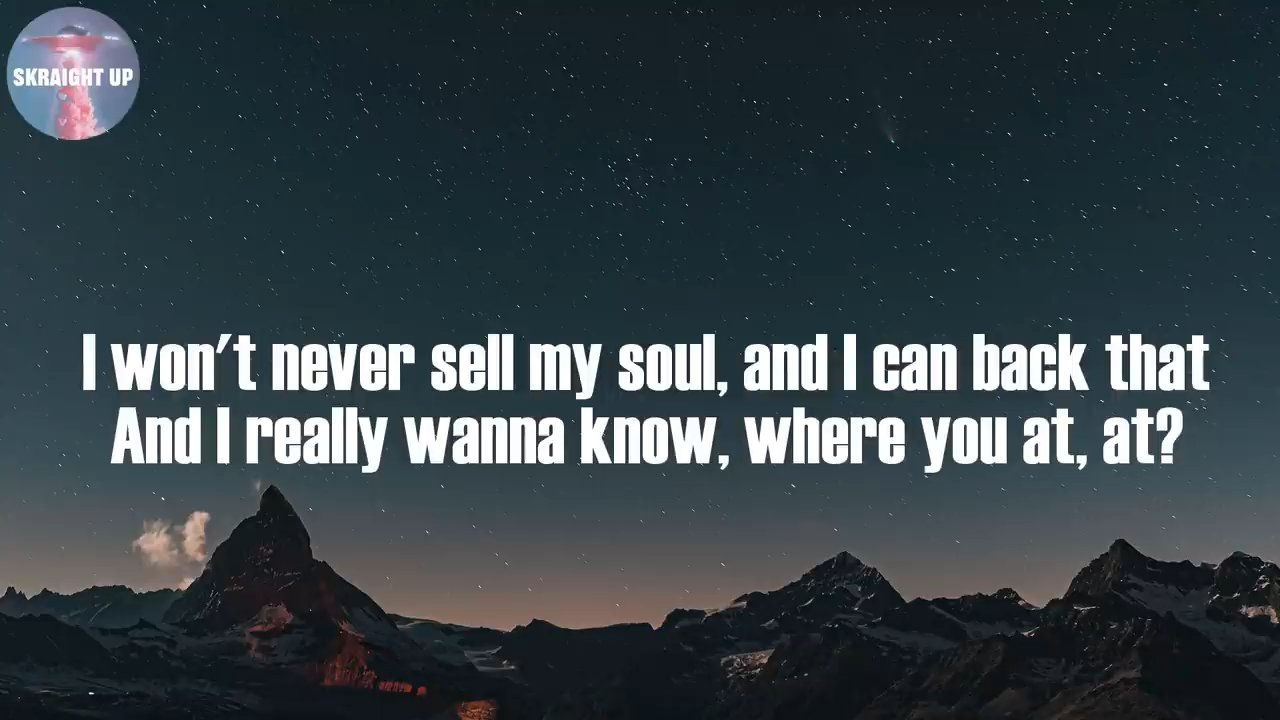 SKRAIGHT UP
I won't never sell my soul, and I can back that
And I really wanna know, where you at, at?